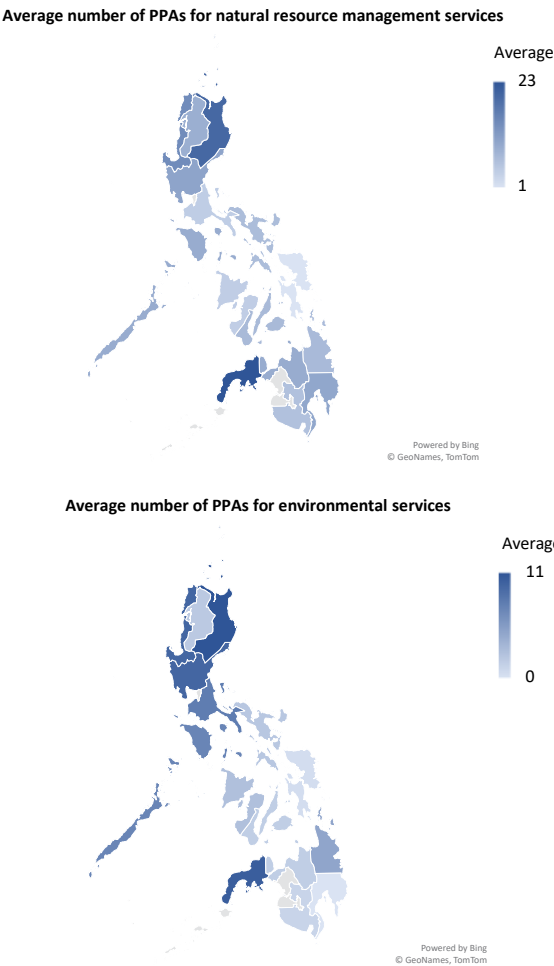 Average number of PPAs for natural resource management services
Average
23
1
Powered by Bing
© GeoNames, TomTom
Average number of PPAs for environmental services
Average
11
0
Powered by Bing
© GeoNames, TomTom